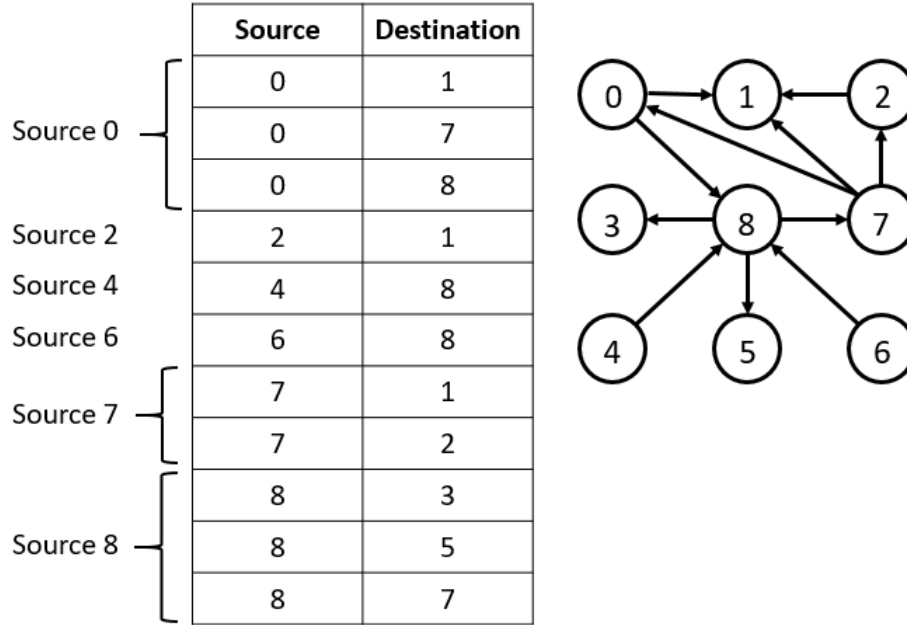 Source Destination
Source 0
0 1
0 7
0 8
Source 2 2 1
Source 4 4 8
Source 6 6 8
Source 7
7 1
7 2
Source 8
8 3
8 5
8 7
0 1 2
3 8 7
4 5 6